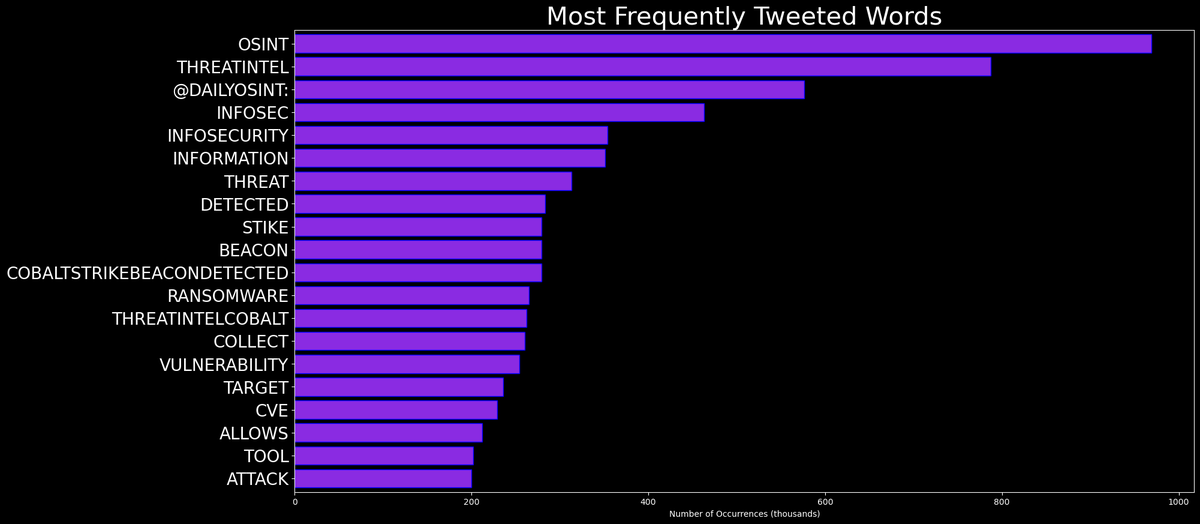 Most Frequently Tweeted Words
OSINT
THREATINTEL
@DAILYOSINT:
INFOSEC
INFOSECURITY
INFORMATION
THREAT
DETECTED
STIKE
BEACON
COBALTSTRIKEBEACONDETECTED
RANSOMWARE
THREATINTELCOBALT
COLLECT
VULNERABILITY
TARGET
CVE
ALLOWS
TOOL
ATTACK
0 200 400 600 800 1000
Number of Occurrences (thousands)